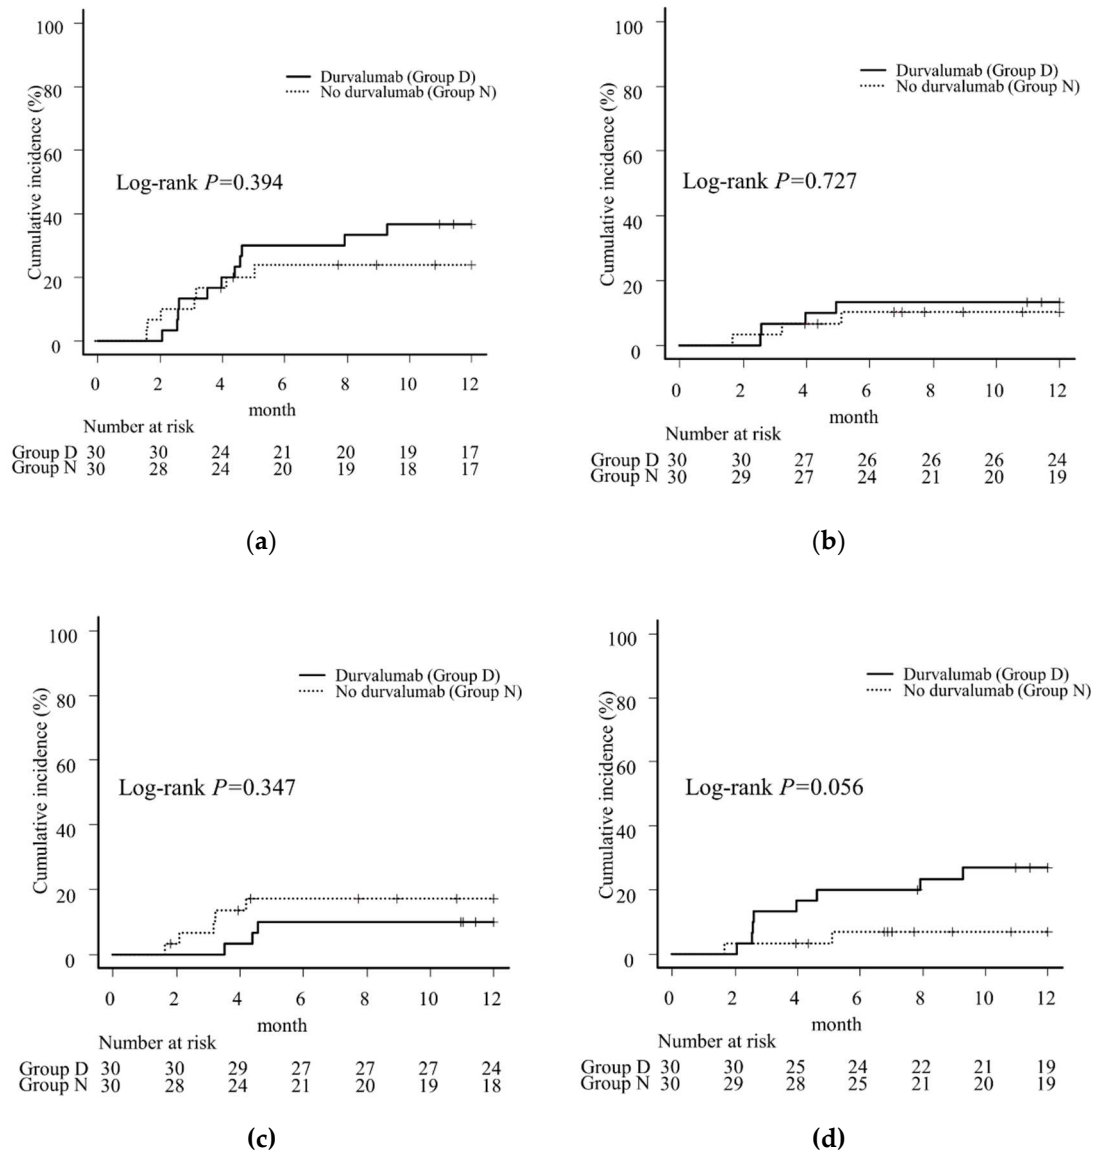 100
80
60
40
20
0
Cumulative incidence (%)
Durvalumab (Group D)
No durvalumab (Group N)
Log-rank P=0.394
0 2 4 6 8 10 12
month
Number at risk
Group D 30 30 24 21 20 19 17
Group N 30 28 24 20 19 18 17
(a)
100
80
60
40
20
0
Cumulative incidence (%)
Durvalumab (Group D)
No durvalumab (Group N)
Log-rank P=0.727
0 2 4 6 8 10 12
month
Number at risk
Group D 30 30 27 26 26 26 24
Group N 30 29 27 24 21 20 19
(b)
100
80
60
40
20
0
Cumulative incidence (%)
Durvalumab (Group D)
No durvalumab (Group N)
Log-rank P=0.347
0 2 4 6 8 10 12
month
Number at risk
Group D 30 30 29 27 27 27 24
Group N 30 28 24 21 20 19 18
(c)
100
80
60
40
20
0
Cumulative incidence (%)
Durvalumab (Group D)
No durvalumab (Group N)
Log-rank P=0.056
0 2 4 6 8 10 12
month
Number at risk
Group D 30 30 25 24 22 21 19
Group N 30 29 28 25 21 20 19
(d)